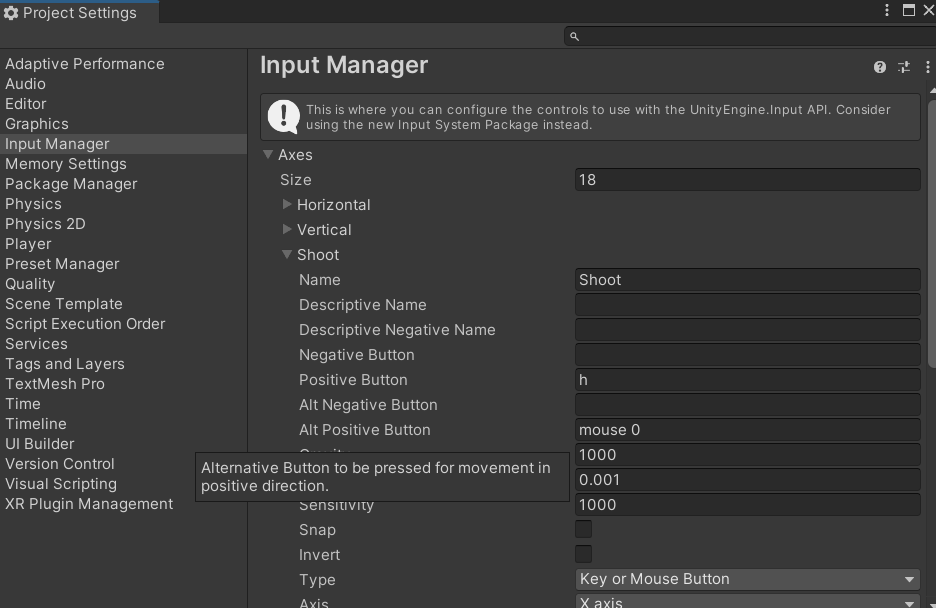 Project Settings
Adaptive Performance
Audio
Editor
Graphics
Input Manager
Memory Settings
Package Manager
Physics
Physics 2D
Player
Preset Manager
Quality
Scene Template
Script Execution Order
Services
Tags and Layers
TextMesh Pro
Time
Timeline
UI Builder
Version Control
Visual Scripting
XR Plugin Management
Input Manager
This is where you can configure the controls to use with the UnityEngine.Input API. Consider
using the new Input System Package instead.
Axes
Size 18
Horizontal
Vertical
Shoot
Name Shoot
Descriptive Name
Descriptive Negative Name
Negative Button
Positive Button h
Alt Negative Button
Alt Positive Button mouse 0
1000
Alternative Button to be pressed for movement in
positive direction.
0.001
Sensitivity 1000
Snap
Invert
Type Key or Mouse Button
Axis X axis